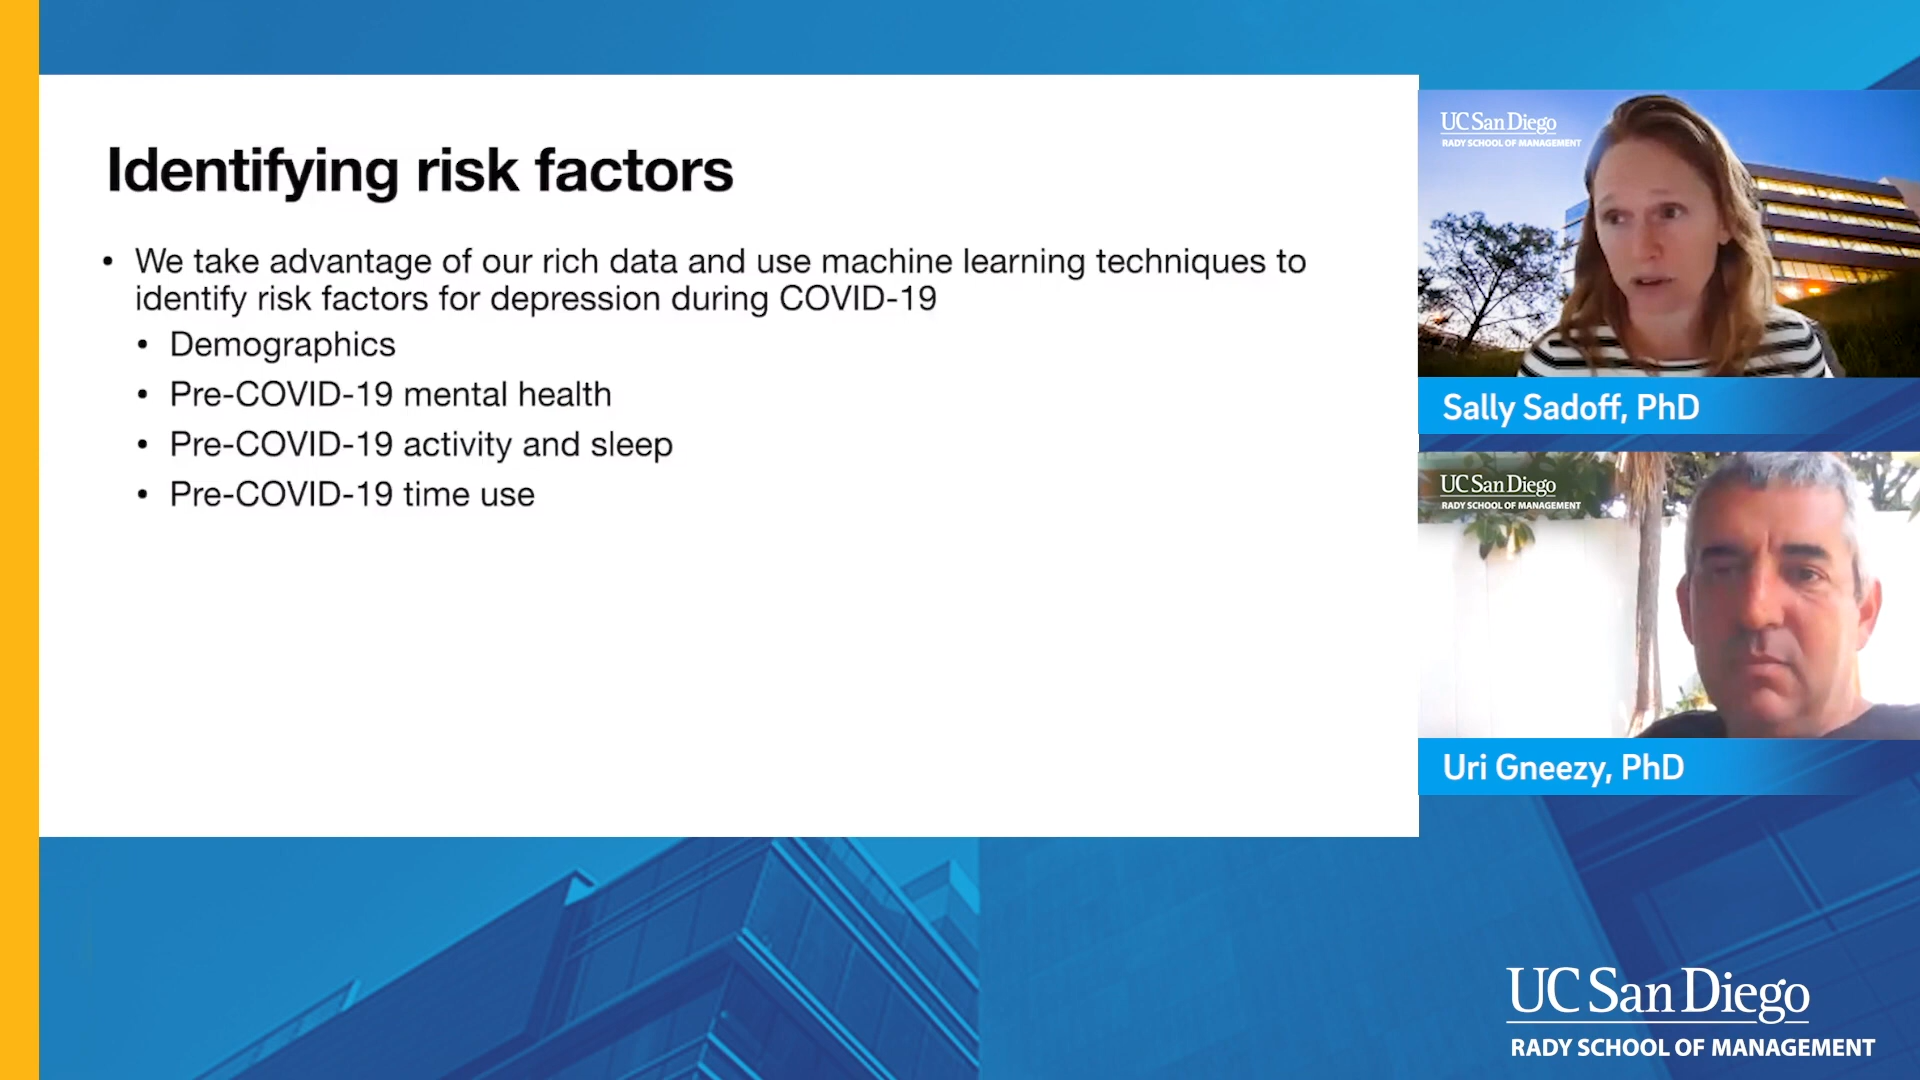 Identifying risk factors
• We take advantage of our rich data and use machine learning techniques to
identify risk factors for depression during COVID-19
• Demographics
• Pre-COVID-19 mental health
• Pre-COVID-19 activity and sleep
• Pre-COVID-19 time use
UC San Diego
RADY SCHOOL OF MANAGEMENT
Sally Sadoff, PhD
UC San Diego
RADY SCHOOL OF MANAGEMENT
Uri Gneezy, PhD
UC San Diego
RADY SCHOOL OF MANAGEMENT